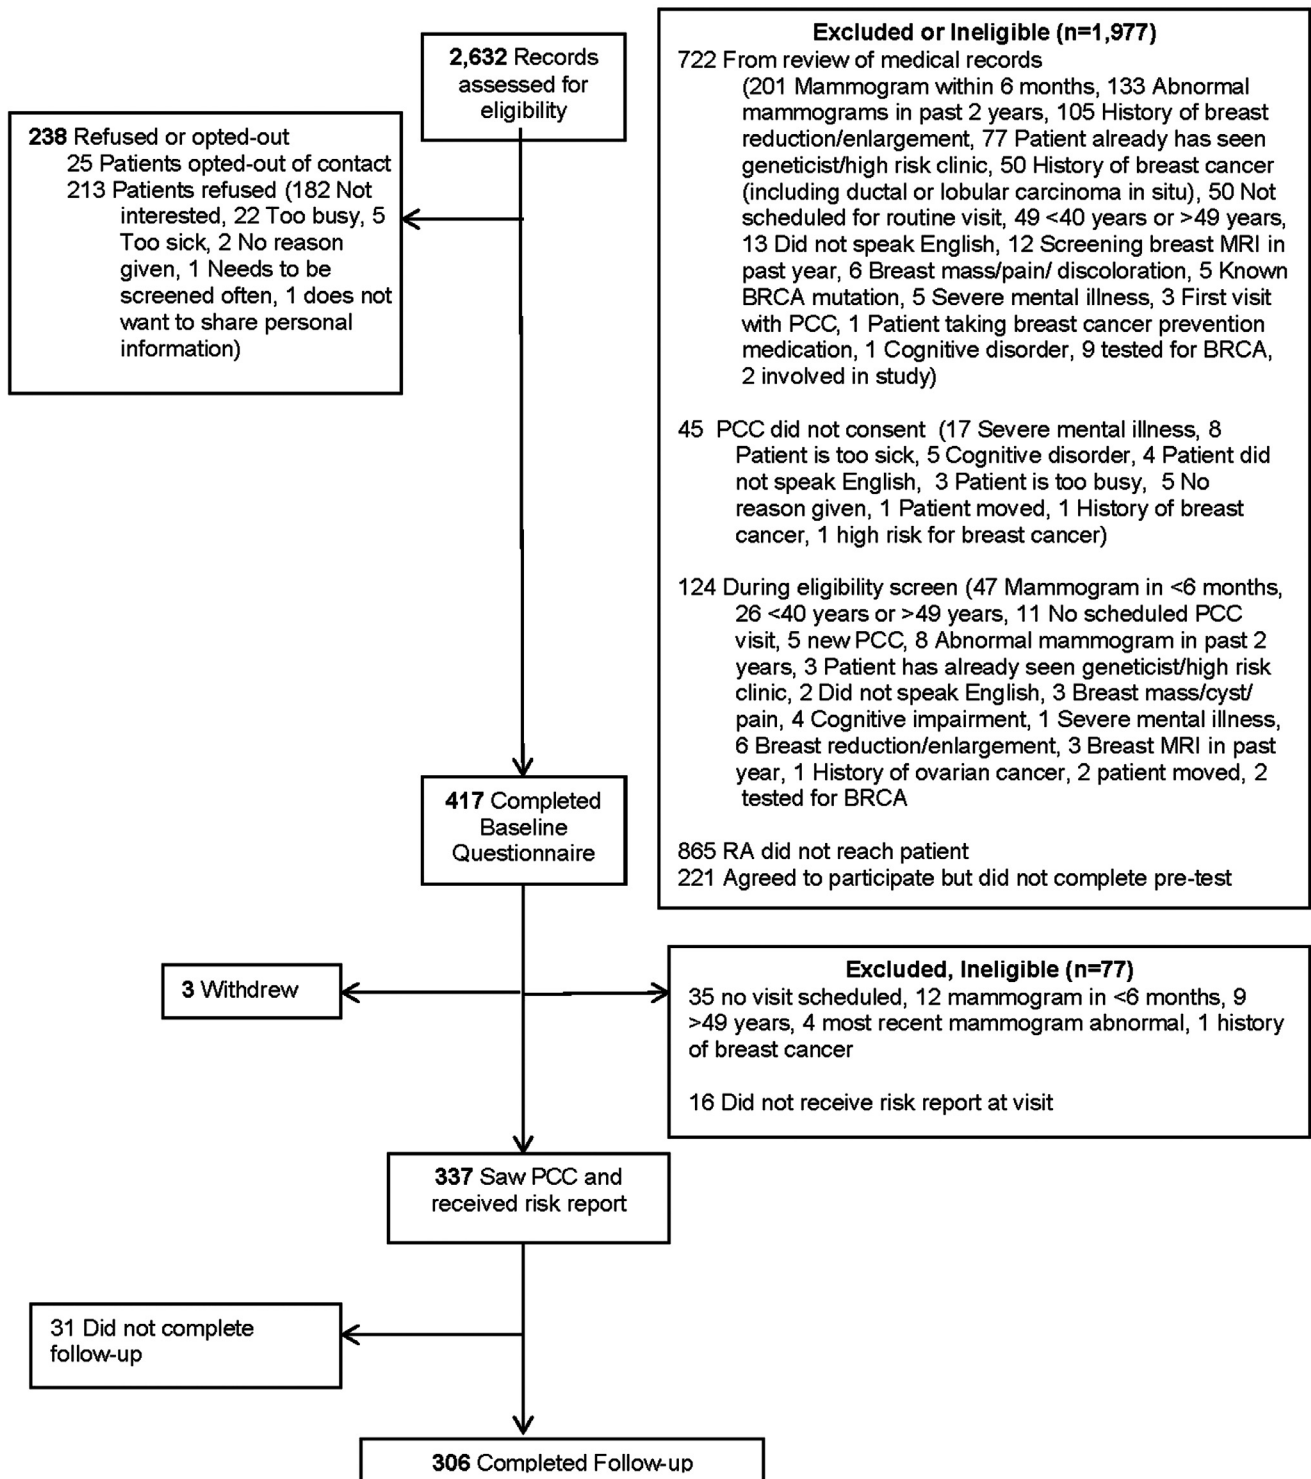 2,632 Records
assessed for
eligibility
238 Refused or opted-out
25 Patients opted-out of contact
213 Patients refused (182 Not
interested, 22 Too busy, 5
Too sick, 2 No reason
given, 1 Needs to be
screened often, 1 does not
want to share personal
information)
Excluded or Ineligible (n=1,977)
722 From review of medical records
(201 Mammogram within 6 months, 133 Abnormal
mammograms in past 2 years, 105 History of breast
reduction/enlargement, 77 Patient already has seen
geneticist/high risk clinic, 50 History of breast cancer
(including ductal or lobular carcinoma in situ), 50 Not
scheduled for routine visit, 49 <40 years or >49 years,
13 Did not speak English, 12 Screening breast MRI in
past year, 6 Breast mass/pain/ discoloration, 5 Known
BRCA mutation, 5 Severe mental illness, 3 First visit
with PCC, 1 Patient taking breast cancer prevention
medication, 1 Cognitive disorder, 9 tested for BRCA,
2 involved in study)
45 PCC did not consent (17 Severe mental illness, 8
Patient is too sick, 5 Cognitive disorder, 4 Patient did
not speak English, 3 Patient is too busy, 5 No
reason given, 1 Patient moved, 1 History of breast
cancer, 1 high risk for breast cancer)
124 During eligibility screen (47 Mammogram in <6 months,
26 <40 years or >49 years, 11 No scheduled PCC
visit, 5 new PCC, 8 Abnormal mammogram in past 2
years, 3 Patient has already seen geneticist/high risk
clinic, 2 Did not speak English, 3 Breast mass/cyst/
pain, 4 Cognitive impairment, 1 Severe mental illness,
6 Breast reduction/enlargement, 3 Breast MRI in past
year, 1 History of ovarian cancer, 2 patient moved, 2
tested for BRCA
865 RA did not reach patient
221 Agreed to participate but did not complete pre-test
417 Completed
Baseline
Questionnaire
3 Withdrew
Excluded, Ineligible (n=77)
35 no visit scheduled, 12 mammogram in <6 months, 9
>49 years, 4 most recent mammogram abnormal, 1 history
of breast cancer
16 Did not receive risk report at visit
337 Saw PCC and
received risk report
31 Did not complete
follow-up
306 Completed Follow-up